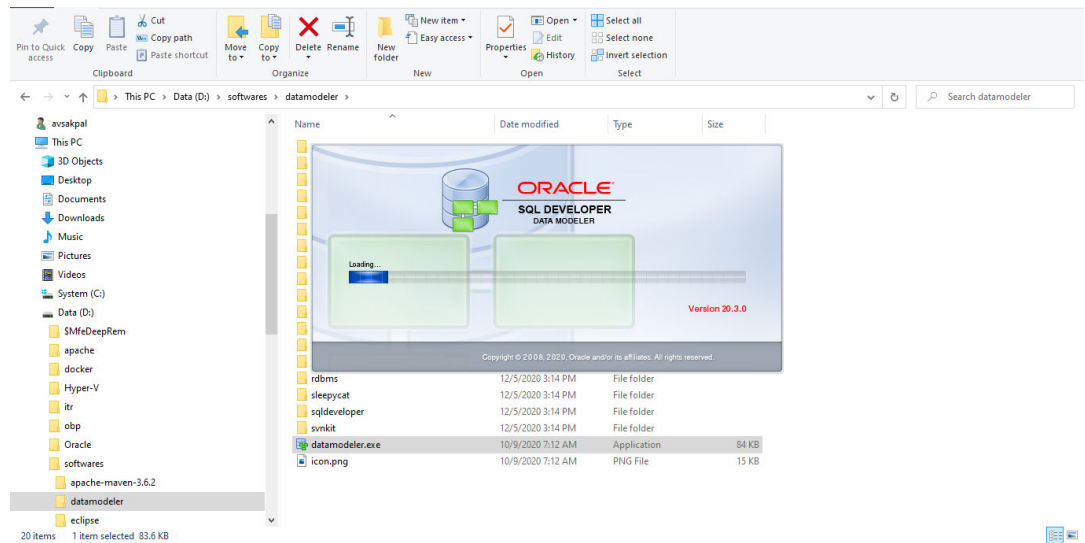 Pin to Quick access
Copy
Paste
Cut
Copy path
Paste shortcut
Clipboard
Move to
Copy to
Delete
Rename
Organize
New folder
New item
Easy access
New
Properties
Open
Edit
History
Open
Select all
Select none
Invert selection
Select
This PC > Data (D:) > softwares > datamodeler >
Search datamodeler
avsakpal
This PC
3D Objects
Desktop
Documents
Downloads
Music
Pictures
Videos
System (C:)
Data (D:)
$MfeDeepRem
apache
docker
Hyper-V
itr
obp
Oracle
softwares
apache-maven-3.6.2
datamodeler
eclipse
Name Date modified Type Size
ORACLE
SQL DEVELOPER
DATA MODELER
Loading...
Version 20.3.0
Copyright © 2008, 2020, Oracle and/or its affiliates. All rights reserved.
rdbms 12/5/2020 3:14 PM File folder
sleepycat 12/5/2020 3:14 PM File folder
sqldeveloper 12/5/2020 3:14 PM File folder
svnkit 12/5/2020 3:14 PM File folder
datamodeler.exe 10/9/2020 7:12 AM Application 84 KB
icon.png 10/9/2020 7:12 AM PNG File 15 KB
20 items 1 item selected 83.6 KB